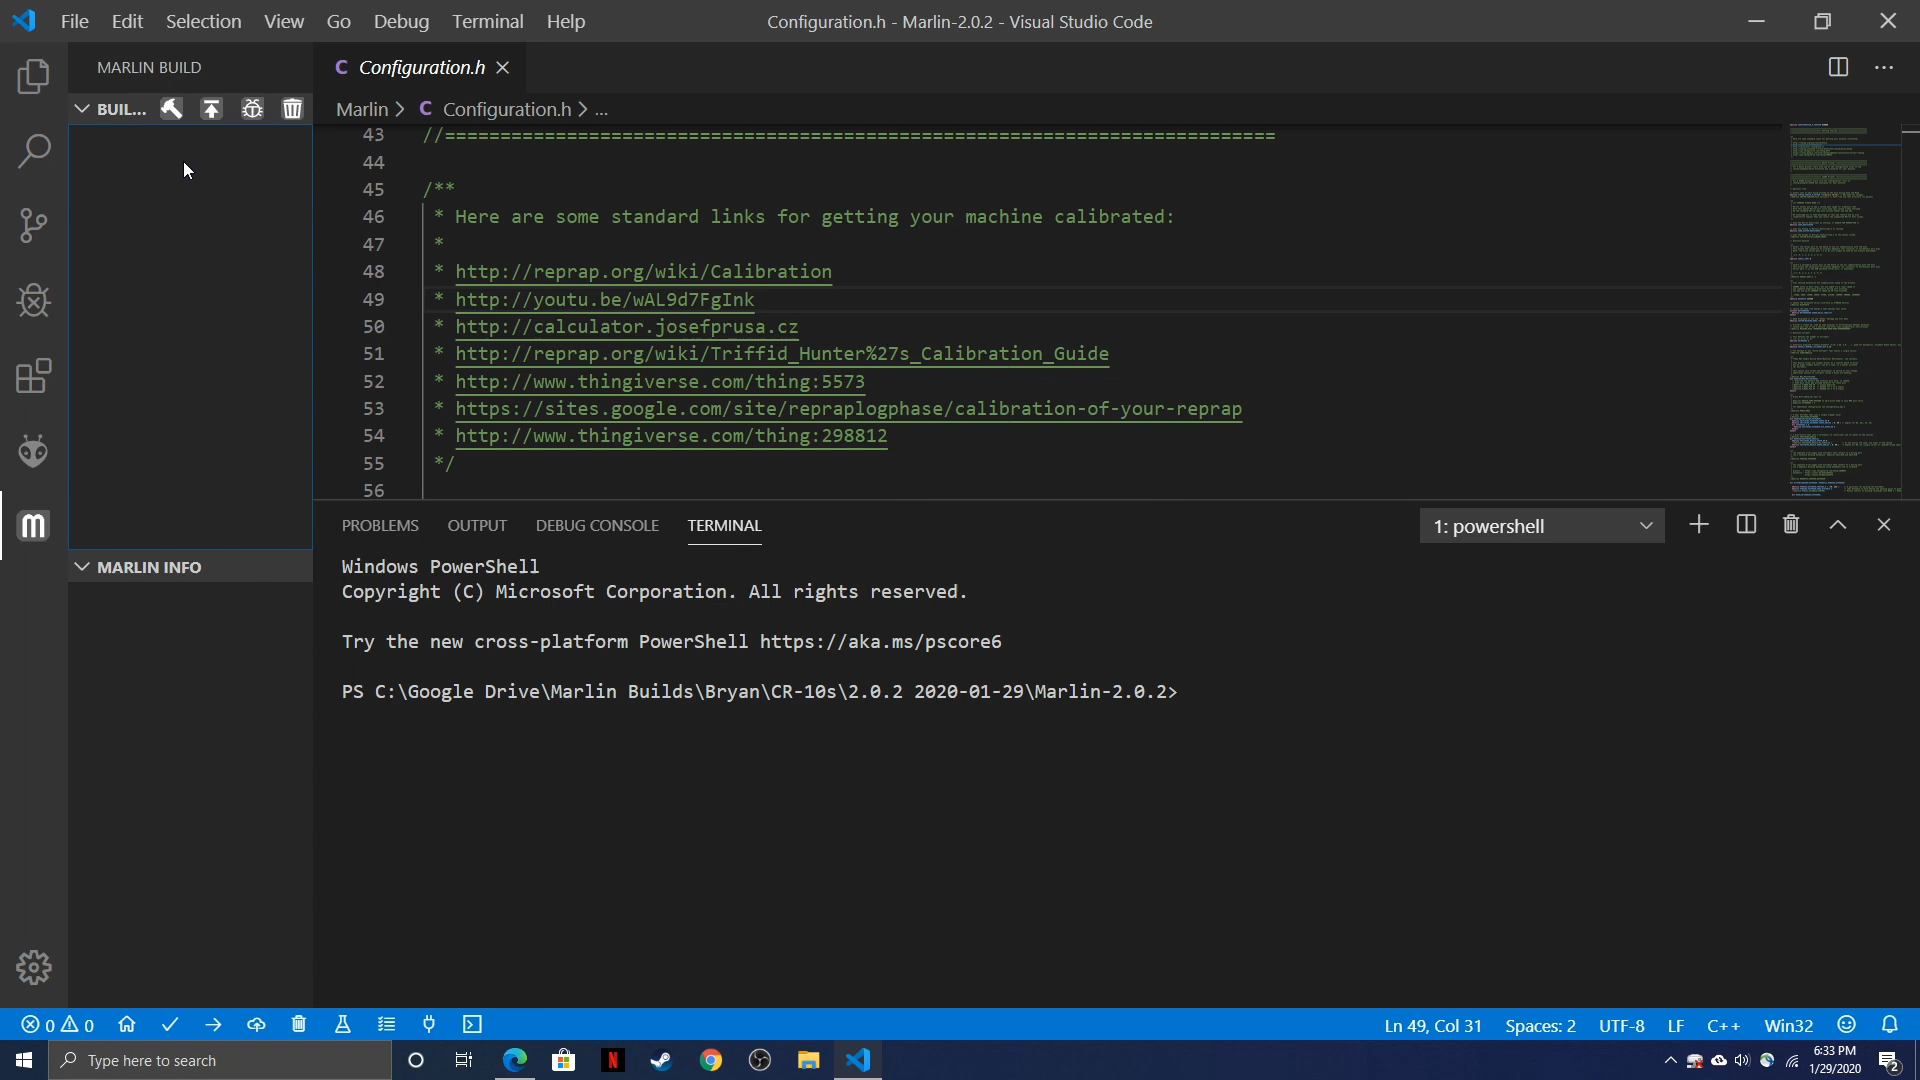 File Edit Selection View Go Debug Terminal Help
Configuration.h - Marlin-2.0.2 - Visual Studio Code
MARLIN BUILD
C Configuration.h
BUIL...
Marlin > C Configuration.h > ...
43 //===========================================================================
44
45 /**
46 * Here are some standard links for getting your machine calibrated:
47 *
48 * http://reprap.org/wiki/Calibration
49 * http://youtu.be/wAL9d7FgInk
50 * http://calculator.josefprusa.cz
51 * http://reprap.org/wiki/Triffid_Hunter%27s_Calibration_Guide
52 * http://www.thingiverse.com/thing:5573
53 * https://sites.google.com/site/repraplogphase/calibration-of-your-reprap
54 * http://www.thingiverse.com/thing:298812
55 */
56
PROBLEMS OUTPUT DEBUG CONSOLE TERMINAL
1: powershell
MARLIN INFO
Windows PowerShell
Copyright (C) Microsoft Corporation. All rights reserved.
Try the new cross-platform PowerShell https://aka.ms/pscore6
PS C:\Google Drive\Marlin Builds\Bryan\CR-10s\2.0.2 2020-01-29\Marlin-2.0.2>
0 0
Ln 49, Col 31 Spaces: 2 UTF-8 LF C++ Win32
Type here to search
6:33 PM
1/29/2020
2